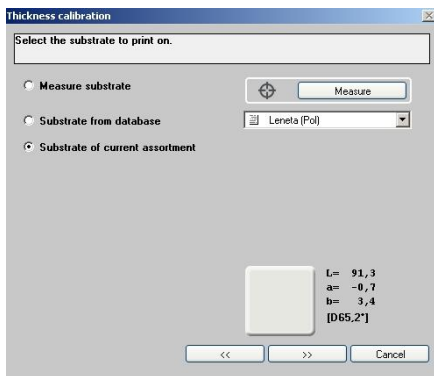 Thickness calibration
Select the substrate to print on.
Measure substrate
Measure
Substrate from database
Leneta (Pol)
Substrate of current assortment
L= 91,3
a= -0,7
b= 3,4
[D65,2°]
<<
>>
Cancel